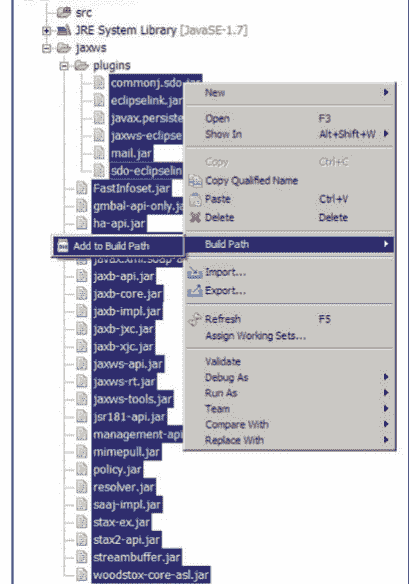 src
JRE System Library [JavaSE-1.7]
jaxws
plugins
commonj.sdo.jar
eclipselink.jar
javax.persiste
jaxws-eclipse
mail.jar
sdo-eclipselin
FastInfoset.jar
gmbal-api-only.ja
ha-api.jar
javax.xml.soap-a
jaxb-api.jar
jaxb-core.jar
jaxb-impl.jar
jaxb-jxc.jar
jaxb-xjc.jar
jaxws-api.jar
jaxws-rt.jar
jaxws-tools.jar
jsr181-api.jar
management-api
mimepull.jar
policy.jar
resolver.jar
saaj-impl.jar
stax-ex.jar
stax2-api.jar
streambuffer.jar
woodstox-core-asl.jar
New
Open F3
Show In Alt+Shift+W
Copy Ctrl+C
Copy Qualified Name
Paste Ctrl+V
Delete Delete
Build Path
Add to Build Path
Import...
Export...
Refresh F5
Assign Working Sets...
Validate
Debug As
Run As
Team
Compare With
Replace With